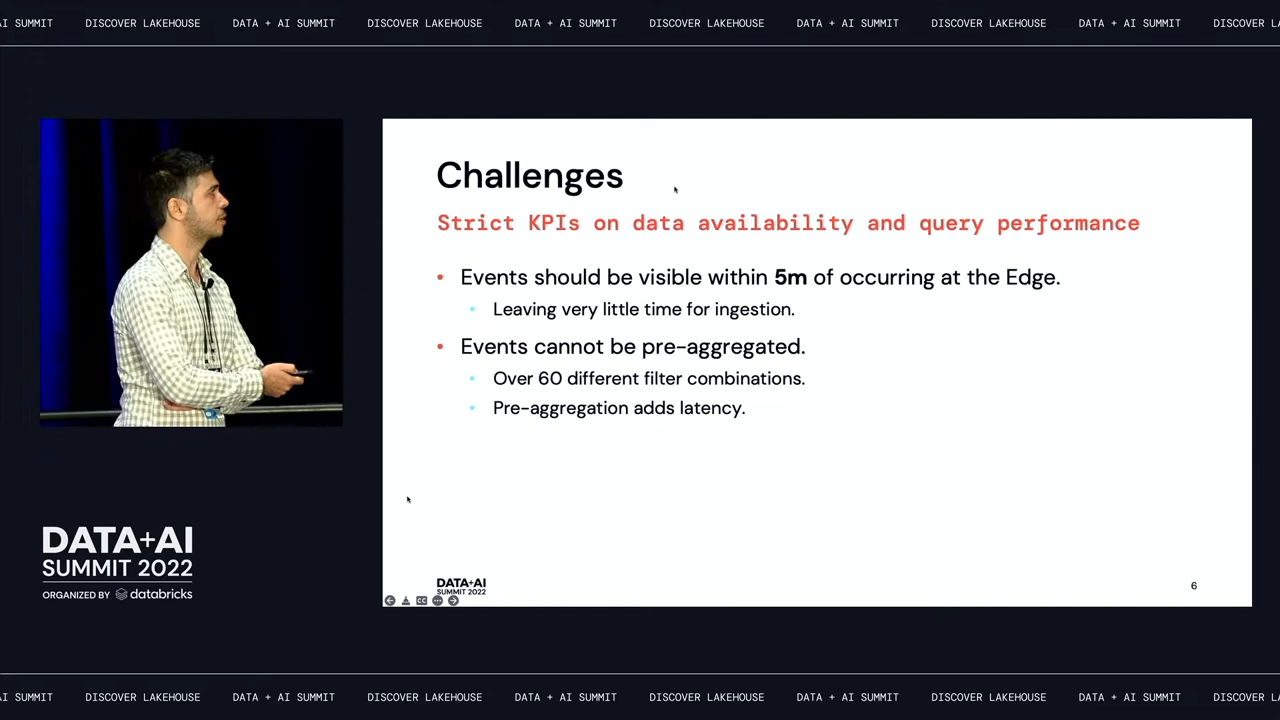 AI SUMMIT DISCOVER LAKEHOUSE DATA + AI SUMMIT DISCOVER LAKEHOUSE DATA + AI SUMMIT DISCOVER LAKEHOUSE DATA + AI SUMMIT DISCOVER LAKEHOUSE DATA + AI SUMMIT DISCOVER L
Challenges
Strict KPIs on data availability and query performance
• Events should be visible within 5m of occurring at the Edge.
• Leaving very little time for ingestion.
• Events cannot be pre-aggregated.
• Over 60 different filter combinations.
• Pre-aggregation adds latency.
DATA+AI
SUMMIT 2022
6
CC
DATA+AI
SUMMIT 2022
ORGANIZED BY databricks
AI SUMMIT DISCOVER LAKEHOUSE DATA + AI SUMMIT DISCOVER LAKEHOUSE DATA + AI SUMMIT DISCOVER LAKEHOUSE DATA + AI SUMMIT DISCOVER LAKEHOUSE DATA + AI SUMMIT DISCOVER L